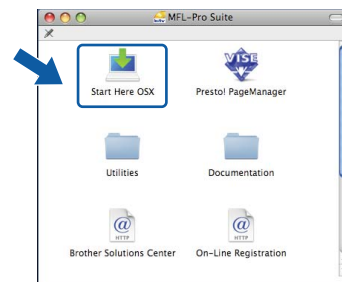 MFL-Pro Suite
Start Here OSX
VISE
Presto! PageManager
Utilities
Documentation
@
HTTP
Brother Solutions Center
@
HTTP
On-Line Registration